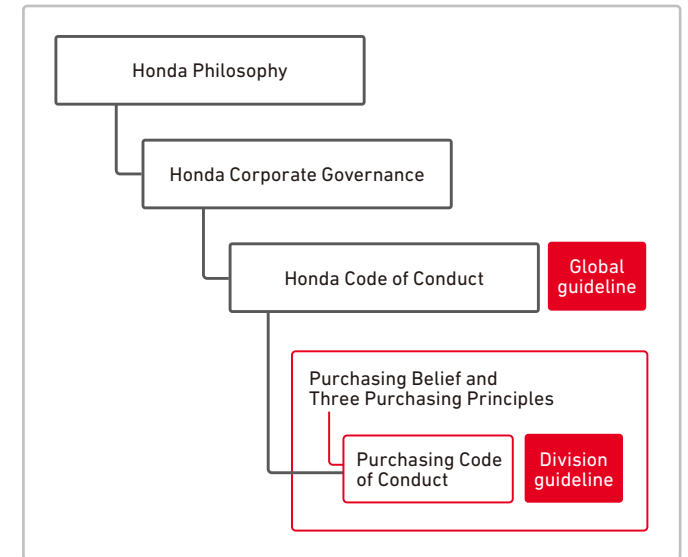 Honda Philosophy
Honda Corporate Governance
Honda Code of Conduct
Global
guideline
Purchasing Belief and
Three Purchasing Principles
Purchasing Code
of Conduct
Division
guideline